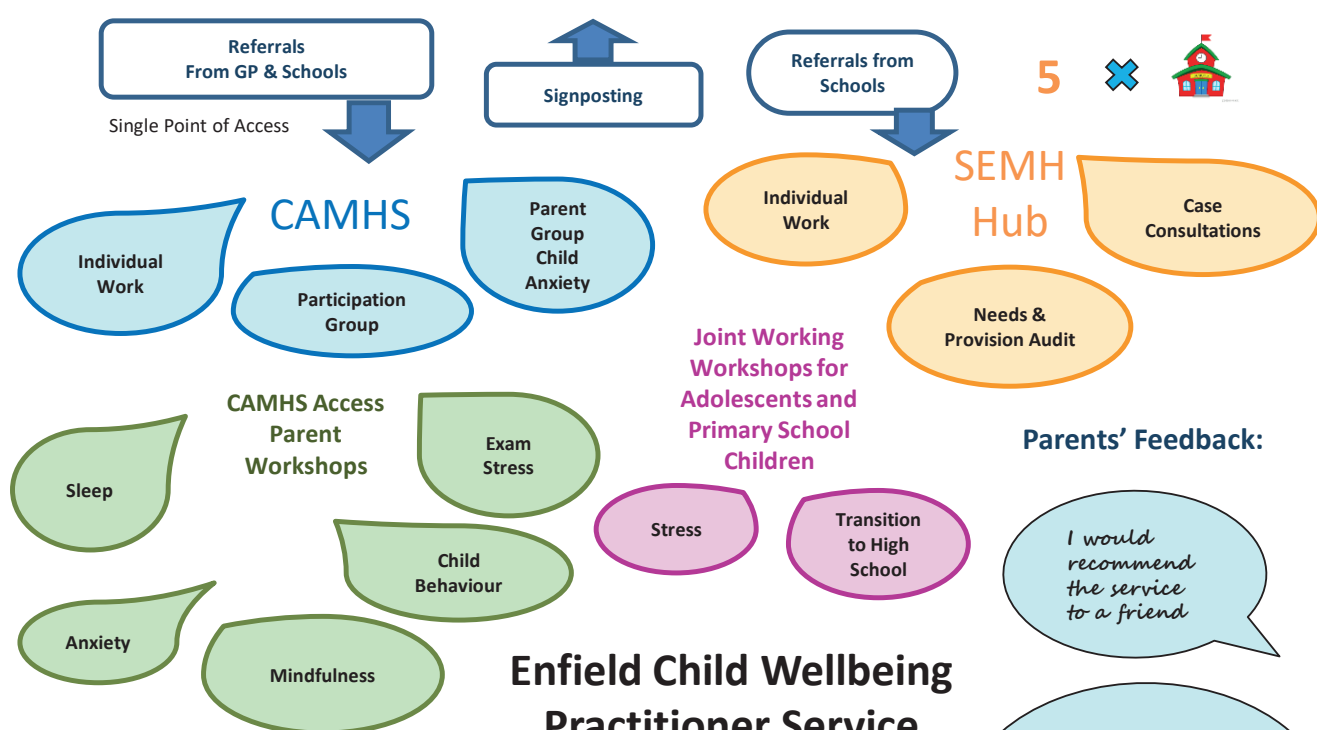 Referrals
From GP & Schools
Single Point of Access
Signposting
Referrals from
Schools
5
CAMHS
Individual
Work
Participation
Group
Parent
Group
Child
Anxiety
SEMH
Hub
Individual
Work
Case
Consultations
Needs &
Provision Audit
CAMHS Access
Parent
Workshops
Sleep
Exam
Stress
Child
Behaviour
Anxiety
Mindfulness
Joint Working
Workshops for
Adolescents and
Primary School
Children
Stress
Transition
to High
School
Parents’ Feedback:
I would
recommend
the service
to a friend
Enfield Child Wellbeing
Practitioner Service